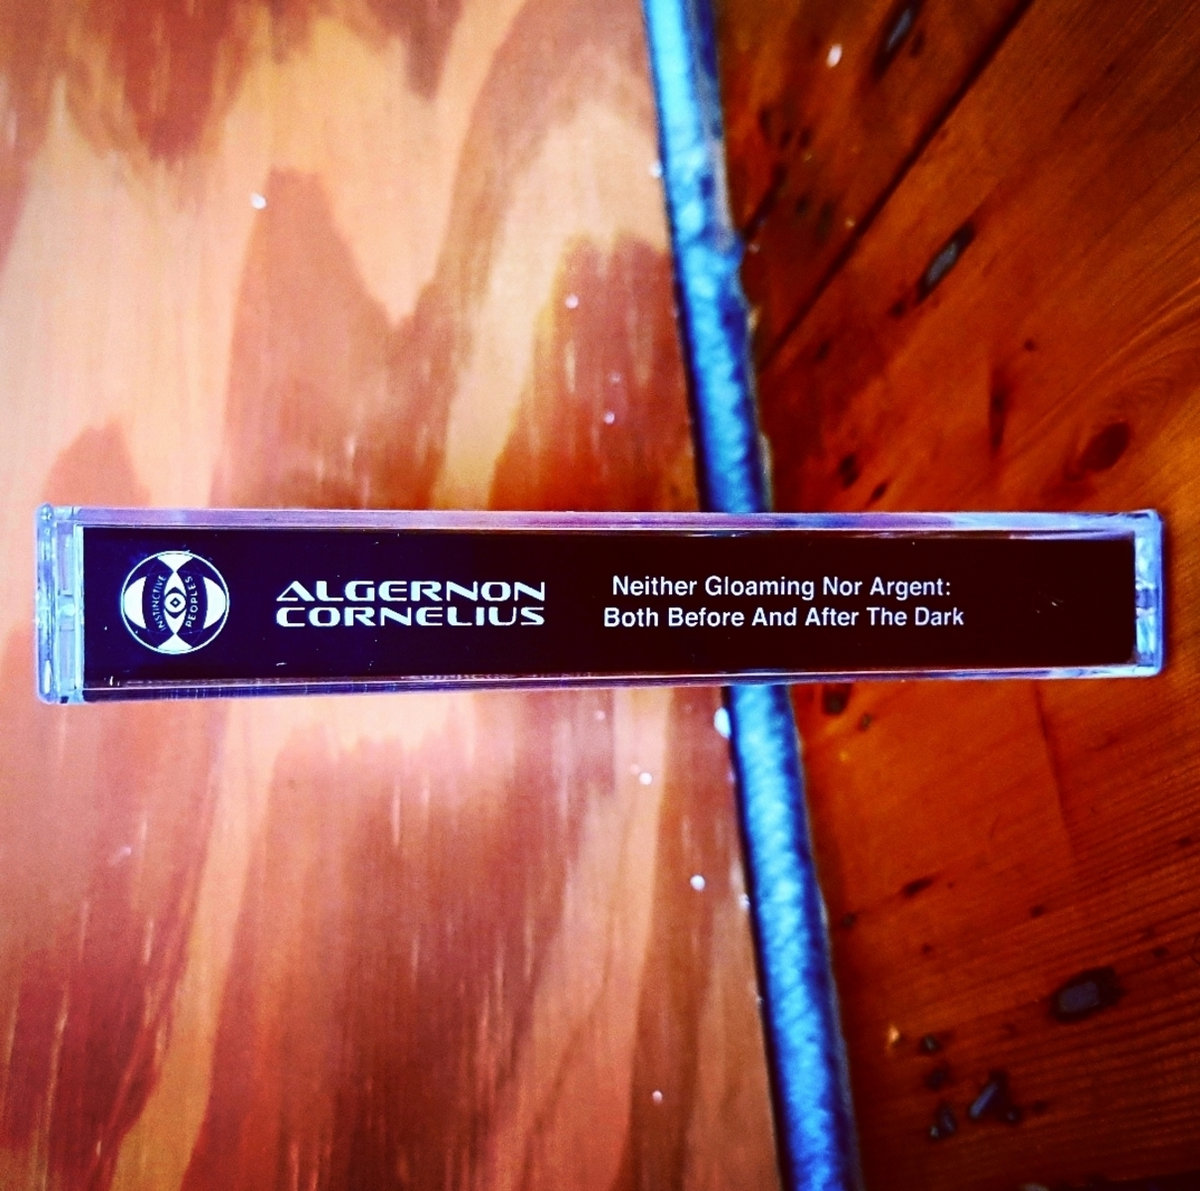 INSTINCTIVE
PEOPLES
ALGERNON
CORNELIUS
Neither Gloaming Nor Argent:
Both Before And After The Dark